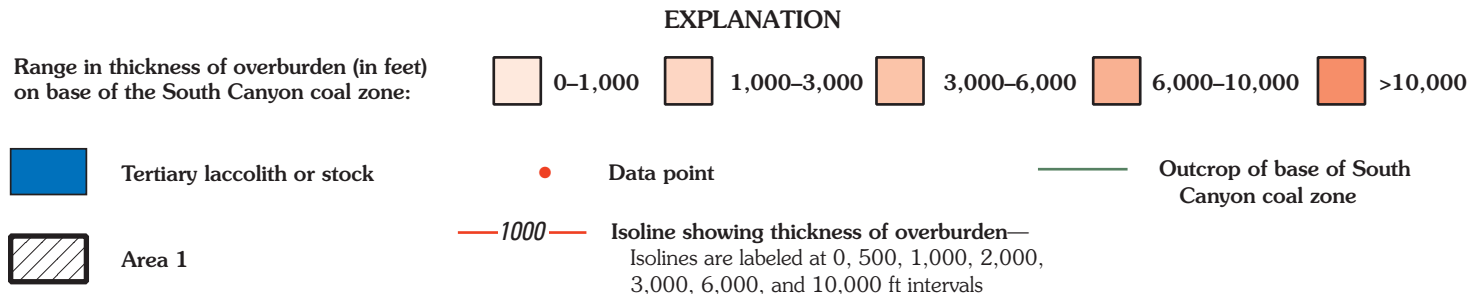 EXPLANATION
Range in thickness of overburden (in feet)
on base of the South Canyon coal zone:
0–1,000
1,000–3,000
3,000–6,000
6,000–10,000
>10,000
Tertiary laccolith or stock
Data point
Outcrop of base of South
Canyon coal zone
Area 1
1000
Isoline showing thickness of overburden—
Isolines are labeled at 0, 500, 1,000, 2,000,
3,000, 6,000, and 10,000 ft intervals